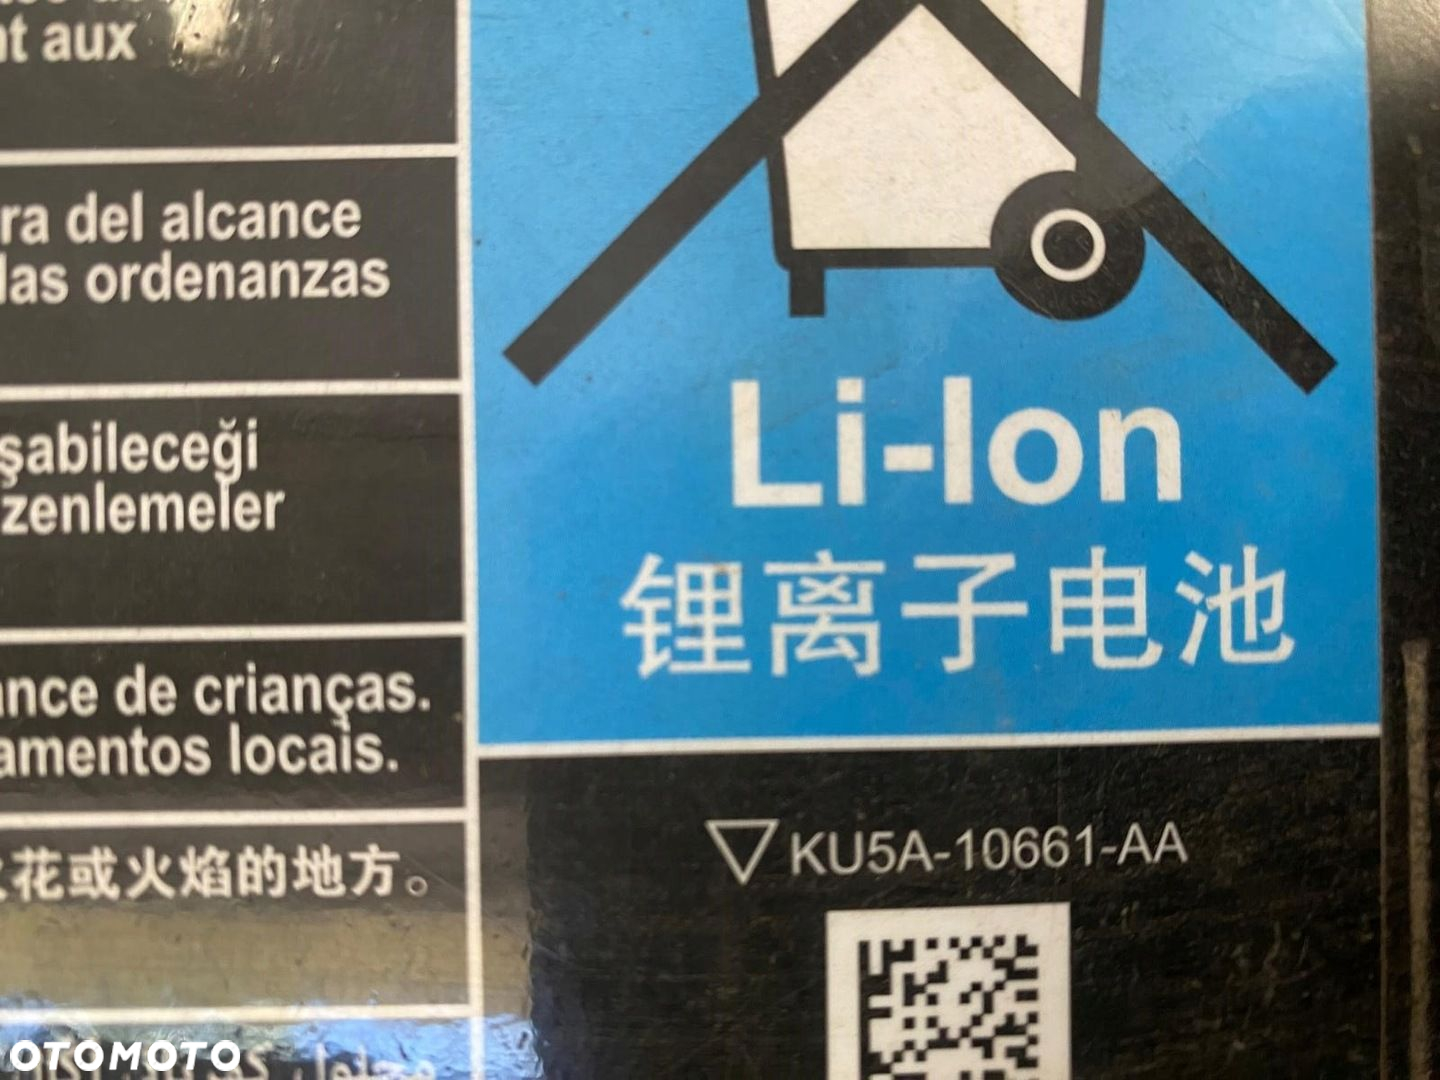 nt aux
ra del alcance
las ordenanzas
şabileceği
zenlemeler
ance de crianças.
amentos locais.
花或火焰的地方。
Li-Ion
锂离子电池
KU5A-10661-AA
OTOMOTO